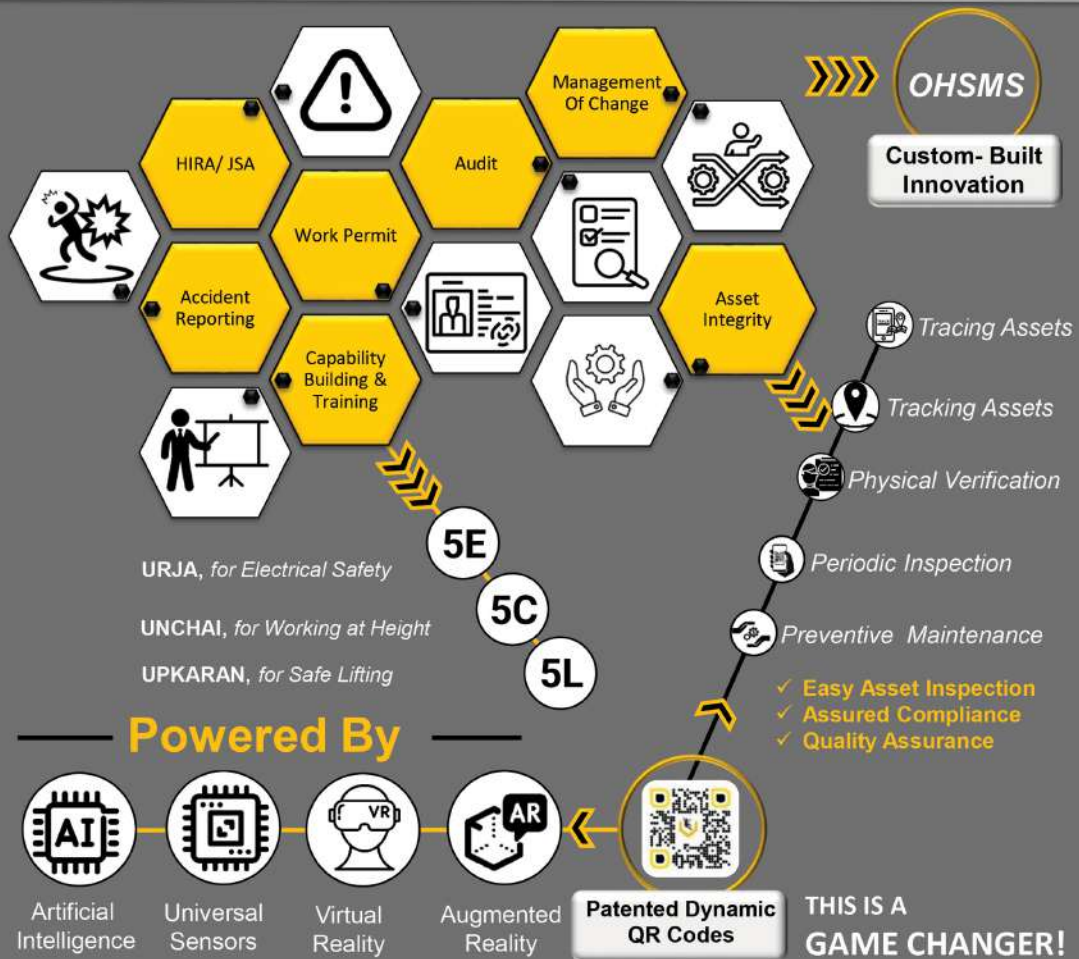 Management
Of Change
OHSMS
Custom- Built
Innovation
HIRA/ JSA
Audit
Work Permit
Accident
Reporting
Asset
Integrity
Capability
Building &
Training
Tracing Assets
Tracking Assets
Physical Verification
Periodic Inspection
Preventive Maintenance
5E
5C
5L
URJA, for Electrical Safety
UNCHAI, for Working at Height
UPKARAN, for Safe Lifting
✓ Easy Asset Inspection
✓ Assured Compliance
✓ Quality Assurance
Powered By
AI
VR
AR
Artificial
Intelligence
Universal
Sensors
Virtual
Reality
Augmented
Reality
Patented Dynamic
QR Codes
THIS IS A
GAME CHANGER!